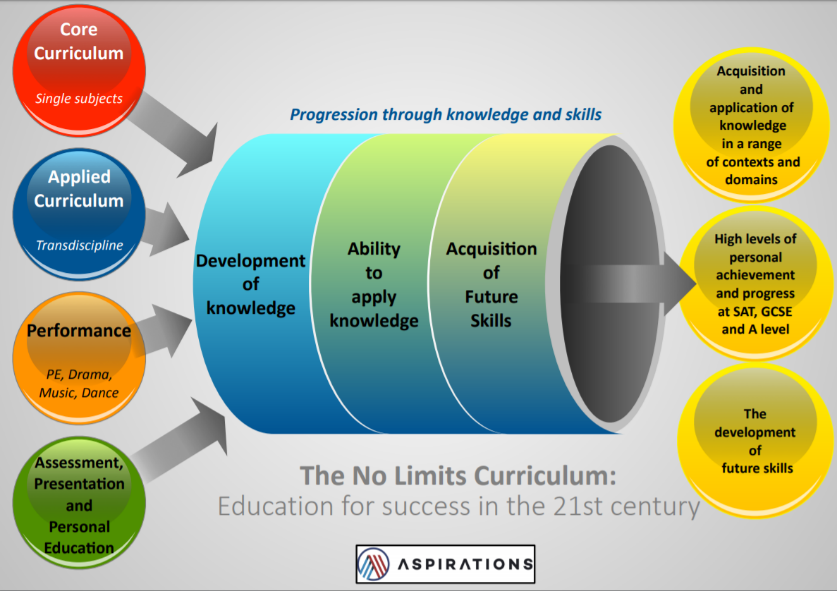 Core
Curriculum
Single subjects
Applied
Curriculum
Transdiscipline
Performance
PE, Drama,
Music, Dance
Assessment,
Presentation
and
Personal
Education
Progression through knowledge and skills
Development
of
knowledge
Ability
to
apply
knowledge
Acquisition
of
Future
Skills
Acquisition
and
application of
knowledge
in a range
of contexts and
domains
High levels of
personal
achievement
and progress
at SAT, GCSE
and A level
The
development
of
future skills
The No Limits Curriculum:
Education for success in the 21st century
ASPIRATIONS